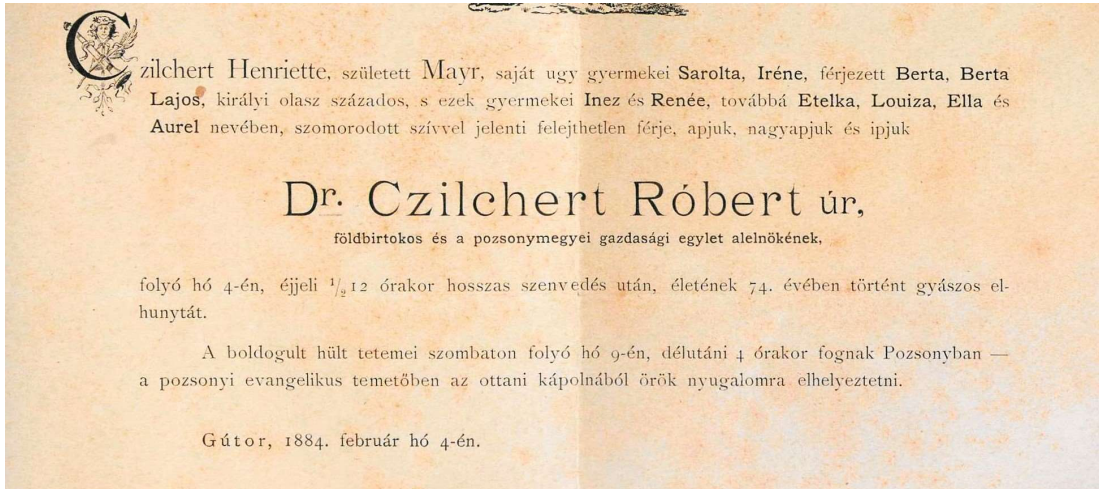 Czilchert Henriette, született Mayr, saját ugy gyermekei Sarolta, Iréne, férjezett Berta, Berta
Lajos, királyi olasz százados, s ezek gyermekei Inez és Renée, továbbá Etelka, Louiza, Ella és
Aurel nevében, szomorodott szívvel jelenti felejthetlen férje, apjuk, nagyapjuk és ipjuk
Dr. Czilchert Róbert úr,
földbirtokos és a pozsonymegyei gazdasági egylet alelnökének,
folyó hó 4-én, éjjeli ½12 órakor hosszas szenvedés után, életének 74. évében történt gyászos el-
hunytát.
A boldogult hült tetemei szombaton folyó hó 9-én, délutáni 4 órakor fognak Pozsonyban —
a pozsonyi evangelikus temetőben az ottani kápolnából örök nyugalomra elhelyeztetni.
Gútor, 1884. február hó 4-én.